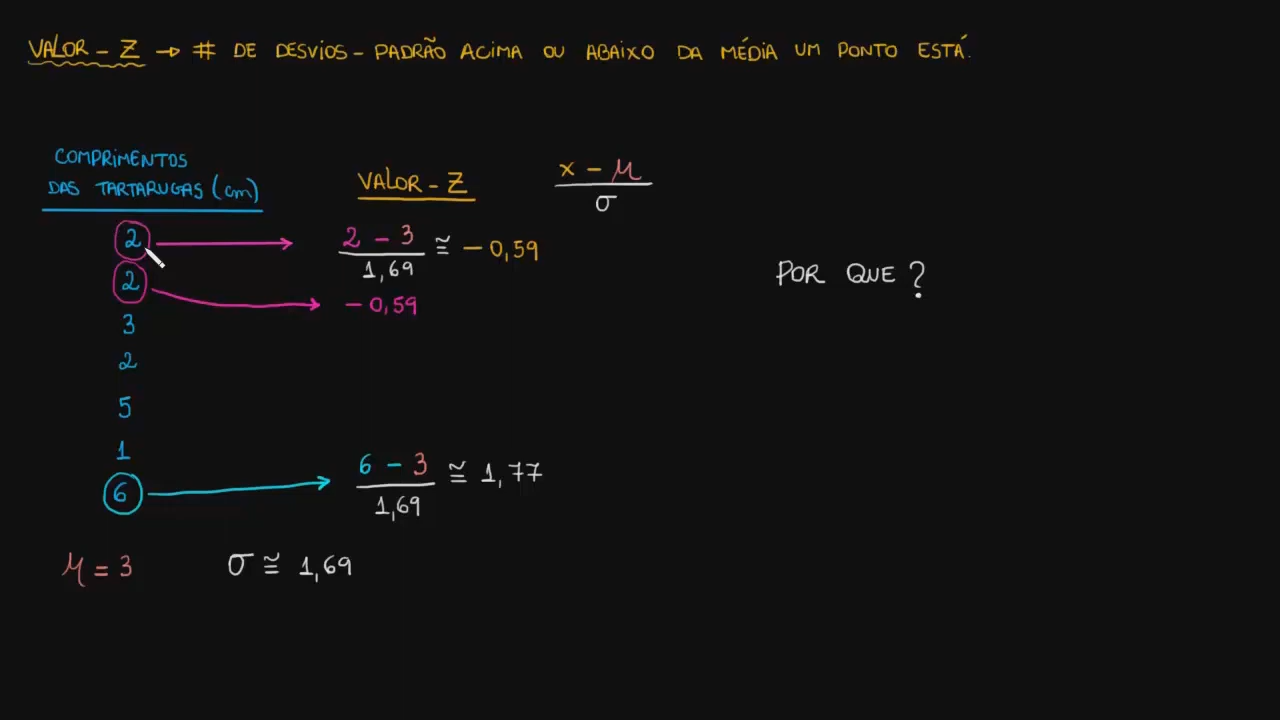 VALOR-Z → # DE DESVIOS-PADRÃO ACIMA OU ABAIXO DA MÉDIA UM PONTO ESTÁ.
COMPRIMENTOS
DAS TARTARUGAS (cm)
VALOR-Z
x - μ
σ
2
2 - 3
1,69
≅ -0,59
2
-0,59
POR QUE?
3
2
5
1
6
6 - 3
1,69
≅ 1,77
μ = 3
σ ≅ 1,69